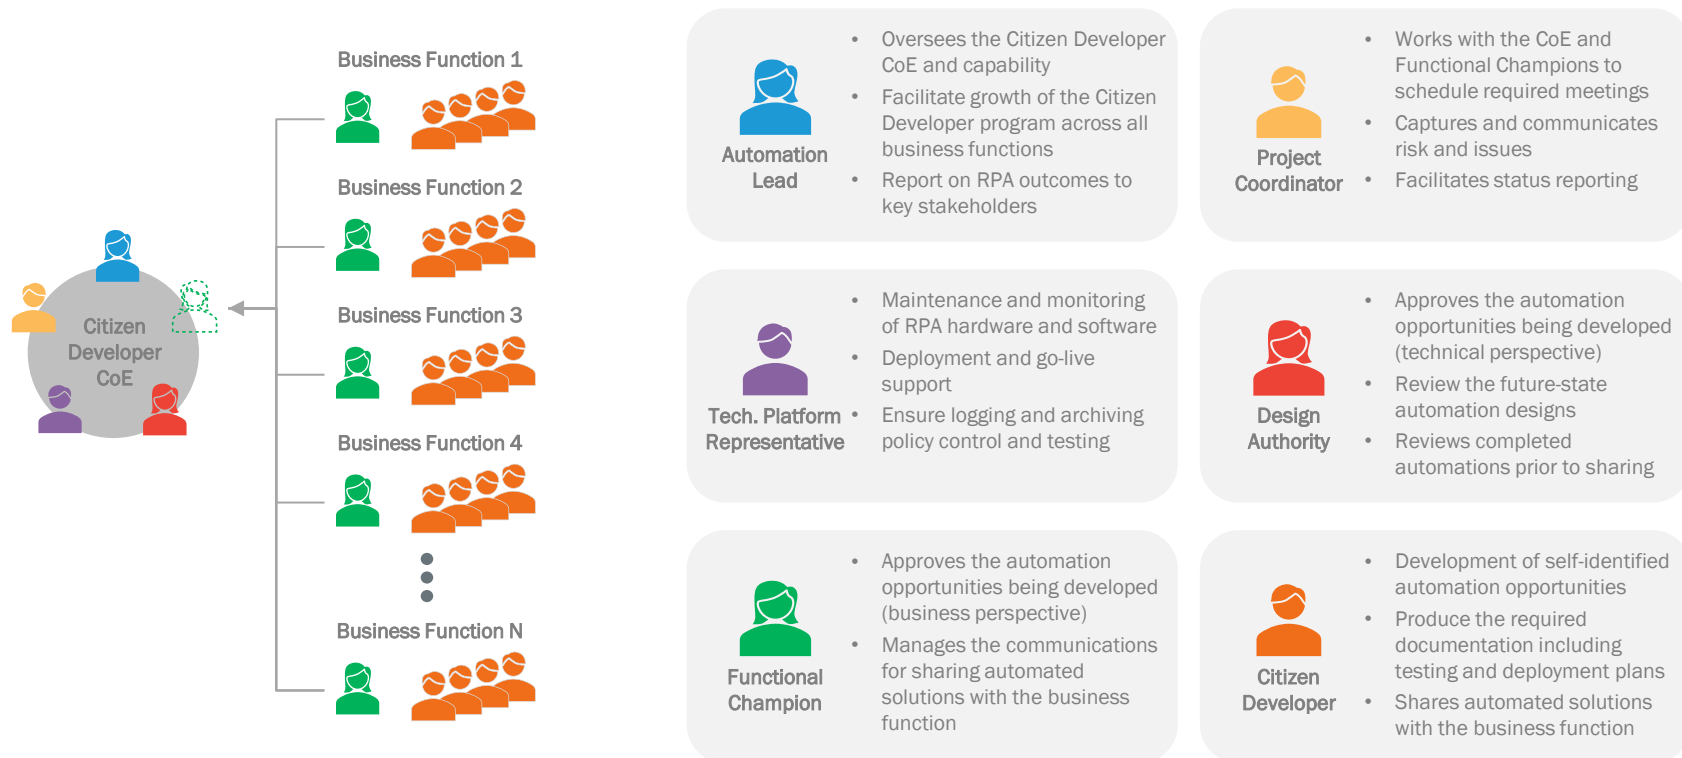 Business Function 1
Business Function 2
Business Function 3
Business Function 4
Business Function N
Citizen
Developer
CoE
Automation
Lead
• Oversees the Citizen Developer
CoE and capability
• Facilitate growth of the Citizen
Developer program across all
business functions
• Report on RPA outcomes to
key stakeholders
Project
Coordinator
• Works with the CoE and
Functional Champions to
schedule required meetings
• Captures and communicates
risk and issues
• Facilitates status reporting
Tech. Platform
Representative
• Maintenance and monitoring
of RPA hardware and software
• Deployment and go-live
support
• Ensure logging and archiving
policy control and testing
Design
Authority
• Approves the automation
opportunities being developed
(technical perspective)
• Review the future-state
automation designs
• Reviews completed
automations prior to sharing
Functional
Champion
• Approves the automation
opportunities being developed
(business perspective)
• Manages the communications
for sharing automated
solutions with the business
function
Citizen
Developer
• Development of self-identified
automation opportunities
• Produce the required
documentation including
testing and deployment plans
• Shares automated solutions
with the business function